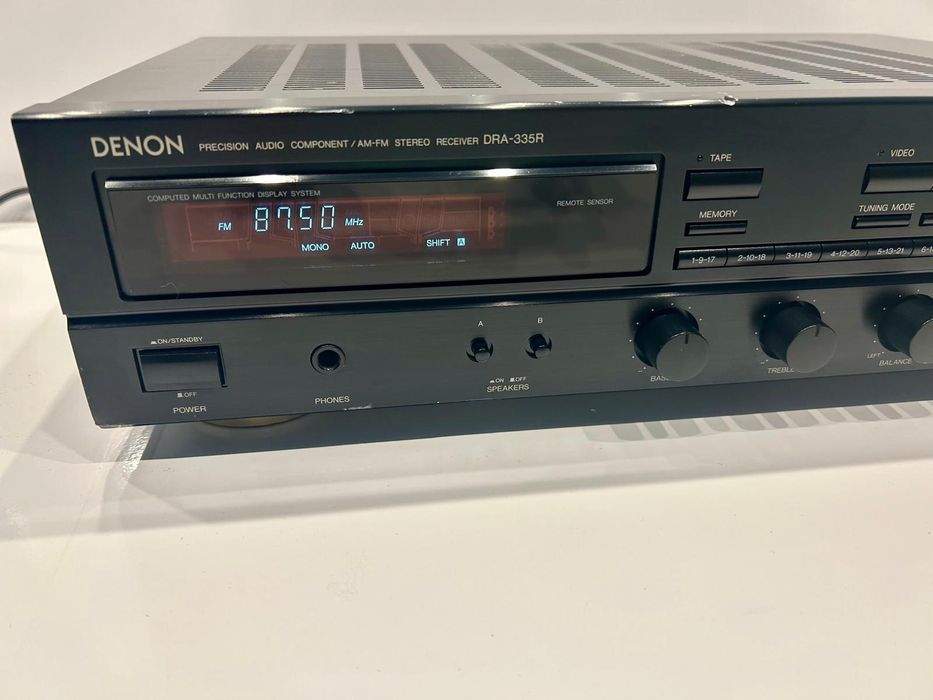 DENON PRECISION AUDIO COMPONENT / AM-FM STEREO RECEIVER DRA-335R
COMPUTED MULTI FUNCTION DISPLAY SYSTEM
FM 87.50 MHz
MONO AUTO SHIFT A
REMOTE SENSOR
TAPE
VIDEO
MEMORY
TUNING MODE
1-9-17 2-10-18 3-11-19 4-12-20 5-13-21
ON/STANDBY
OFF
POWER
PHONES
A B
ON OFF
SPEAKERS
BASS
TREBLE
LEFT
BALANCE